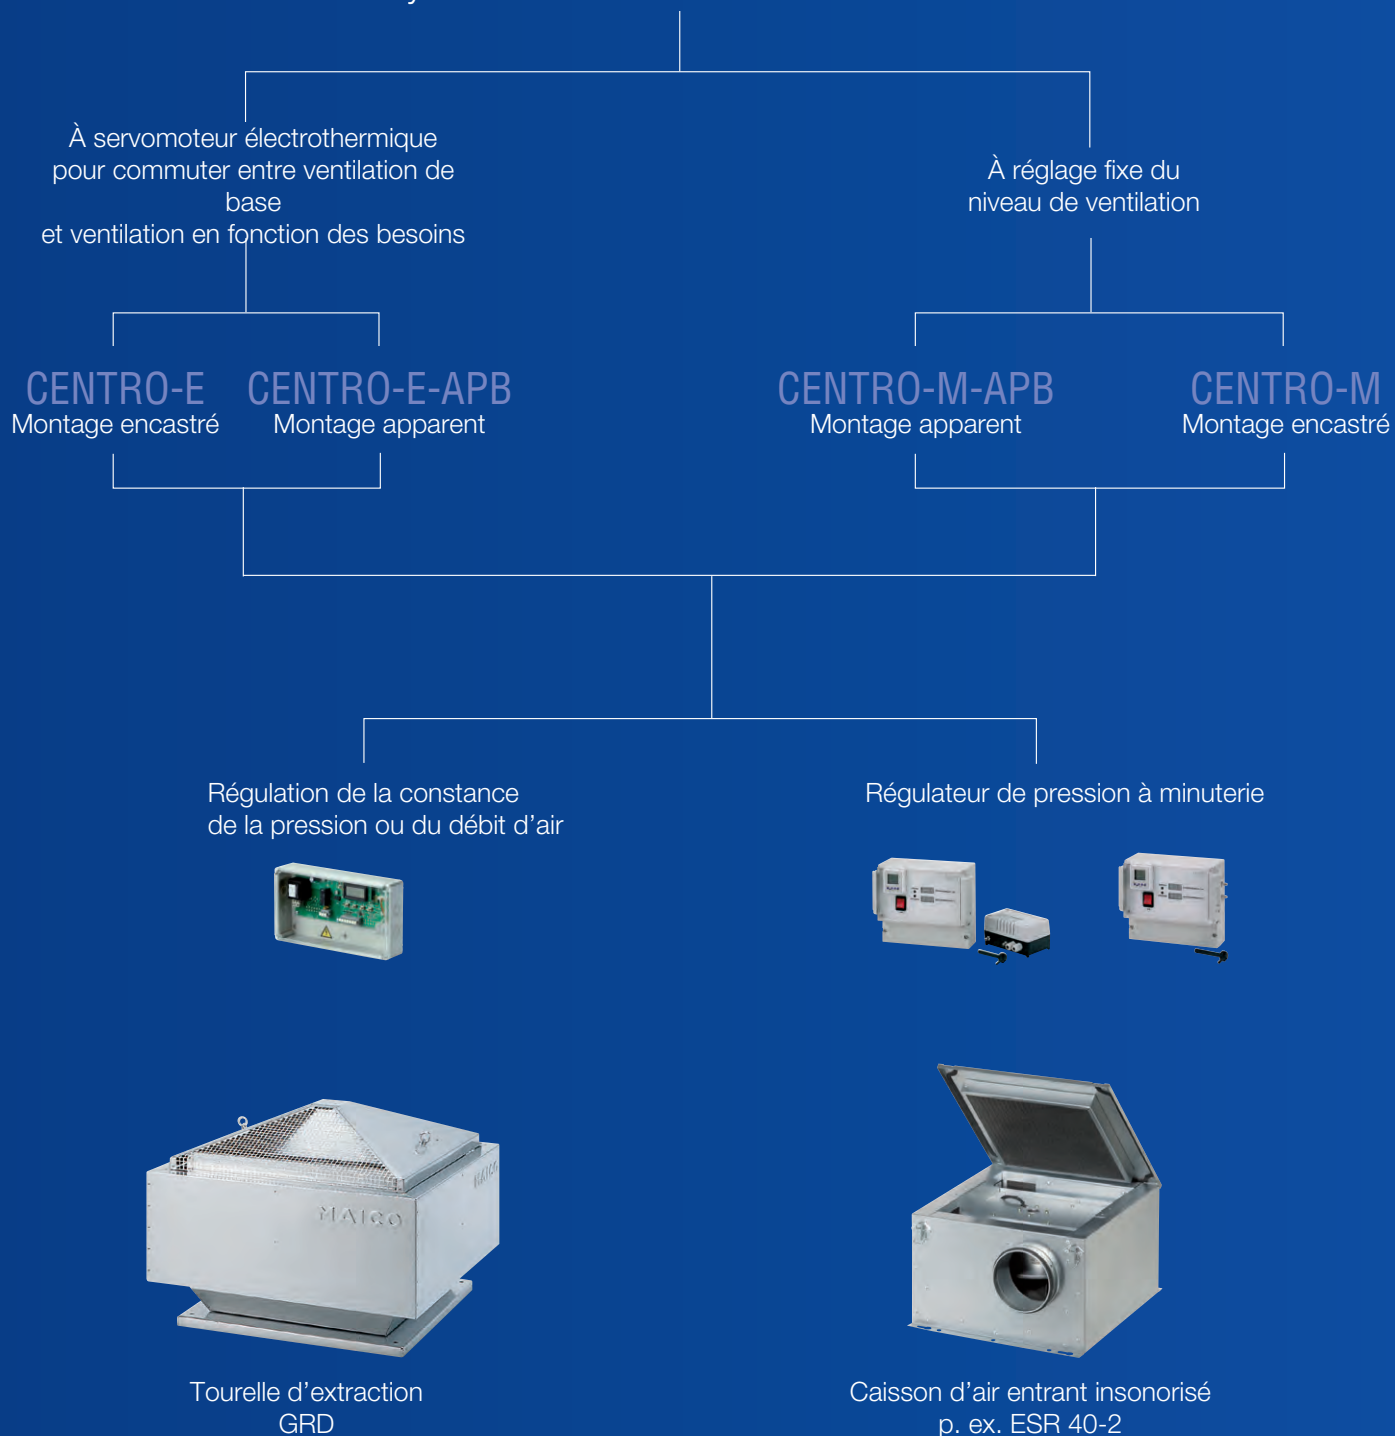 À servomoteur électrothermique
pour commuter entre ventilation de
base
et ventilation en fonction des besoins
À réglage fixe du
niveau de ventilation
CENTRO-E
Montage encastré
CENTRO-E-APB
Montage apparent
CENTRO-M-APB
Montage apparent
CENTRO-M
Montage encastré
Régulation de la constance
de la pression ou du débit d’air
Régulateur de pression à minuterie
MAICO
MAICO
Tourelle d’extraction
GRD
Caisson d’air entrant insonorisé
p. ex. ESR 40-2